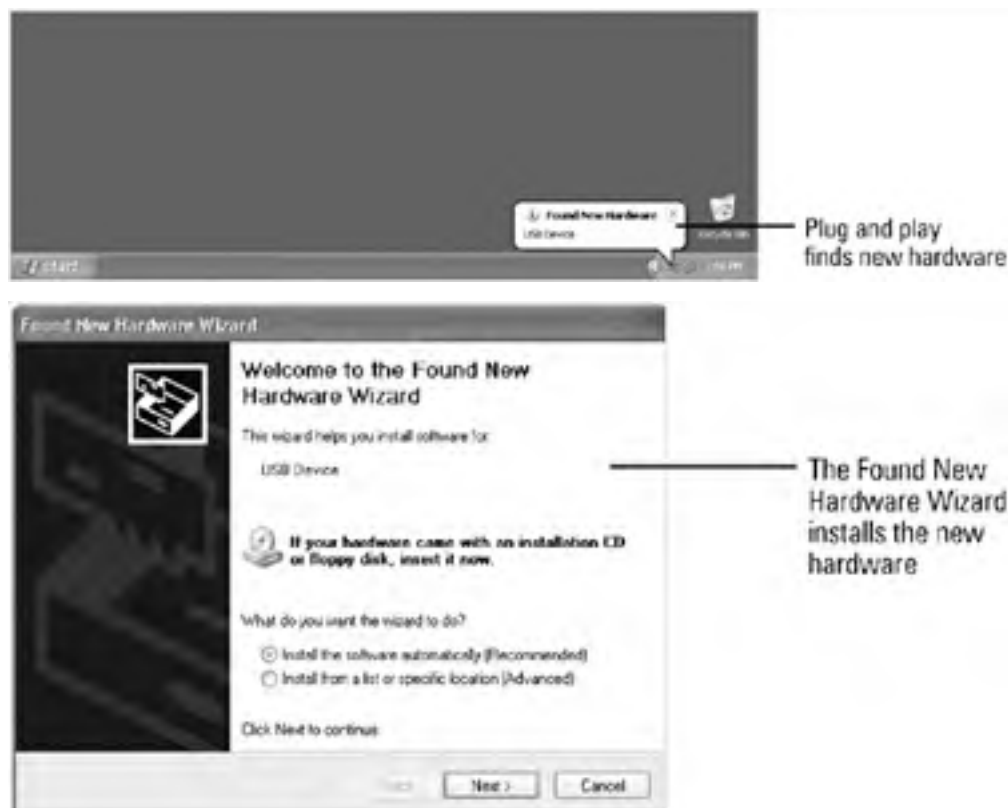 Found New Hardware
USB Device
Recycle Bin
start
Plug and play
finds new hardware
Found New Hardware Wizard
Welcome to the Found New
Hardware Wizard
This wizard helps you install software for:
USB Device
If your hardware came with an installation CD
or floppy disk, insert it now.
What do you want the wizard to do?
Install the software automatically (Recommended)
Install from a list or specific location (Advanced)
Click Next to continue.
Next >
Cancel
The Found New
Hardware Wizard
installs the new
hardware